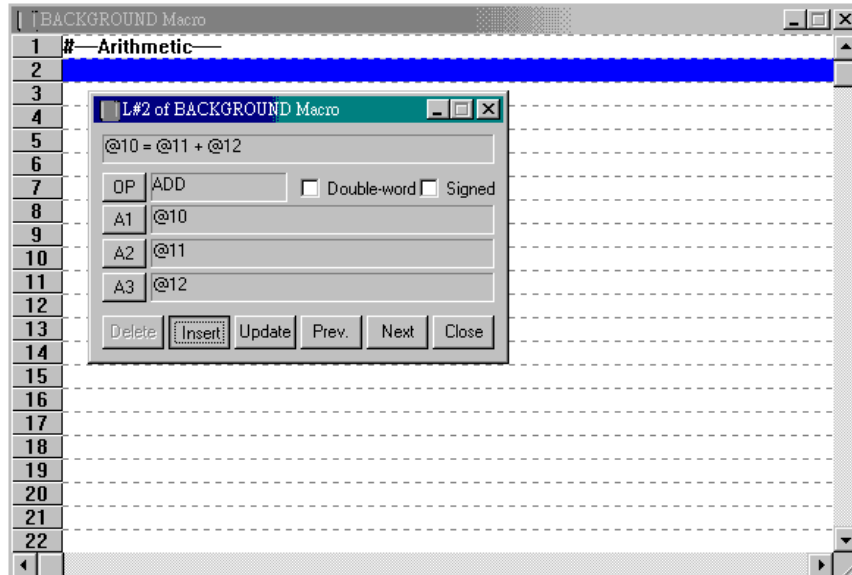 BACKGROUND Macro
1 #—Arithmetic—
2
3
4
5
6
7
8
9
10
11
12
13
14
15
16
17
18
19
20
21
22
L#2 of BACKGROUND Macro
@10 = @11 + @12
OP ADD Double-word Signed
A1 @10
A2 @11
A3 @12
Delete Insert Update Prev. Next Close